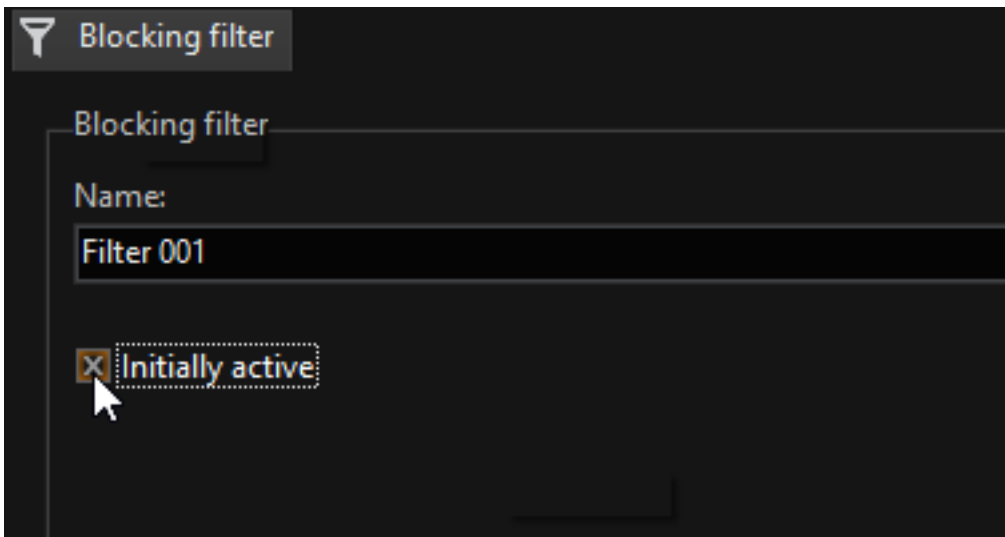 Blocking filter
Blocking filter
Name:
Filter 001
Initially active